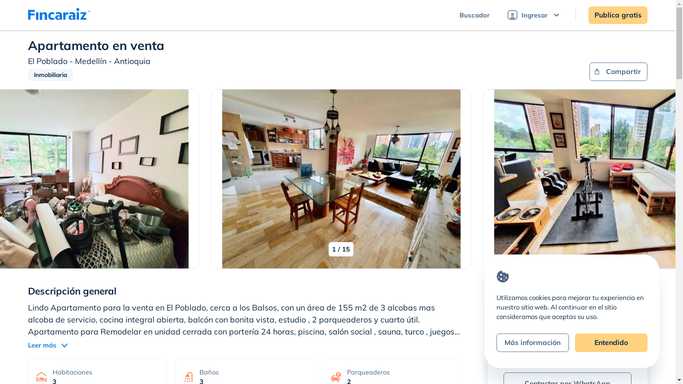 Fincaraiz
Buscador
Ingresar
Publica gratis
Apartamento en venta
El Poblado - Medellín - Antioquia
Inmobiliaria
Compartir
1 / 15
Descripción general
Lindo Apartamento para la venta en El Poblado, cerca a los Balsos, con un área de 155 m2 de 3 alcobas mas
alcoba de servicio, cocina integral abierta, balcón con bonita vista, estudio , 2 parqueaderos y cuarto útil.
Apartamento para Remodelar en unidad cerrada con portería 24 horas, piscina, salón social , sauna, turco , juegos...
Leer más
Habitaciones
3
Baños
3
Parqueaderos
2
Utilizamos cookies para mejorar tu experiencia en
nuestro sitio web. Al continuar en el sitio
consideramos que aceptas su uso.
Más información
Entendido
Contactar por WhatsApp